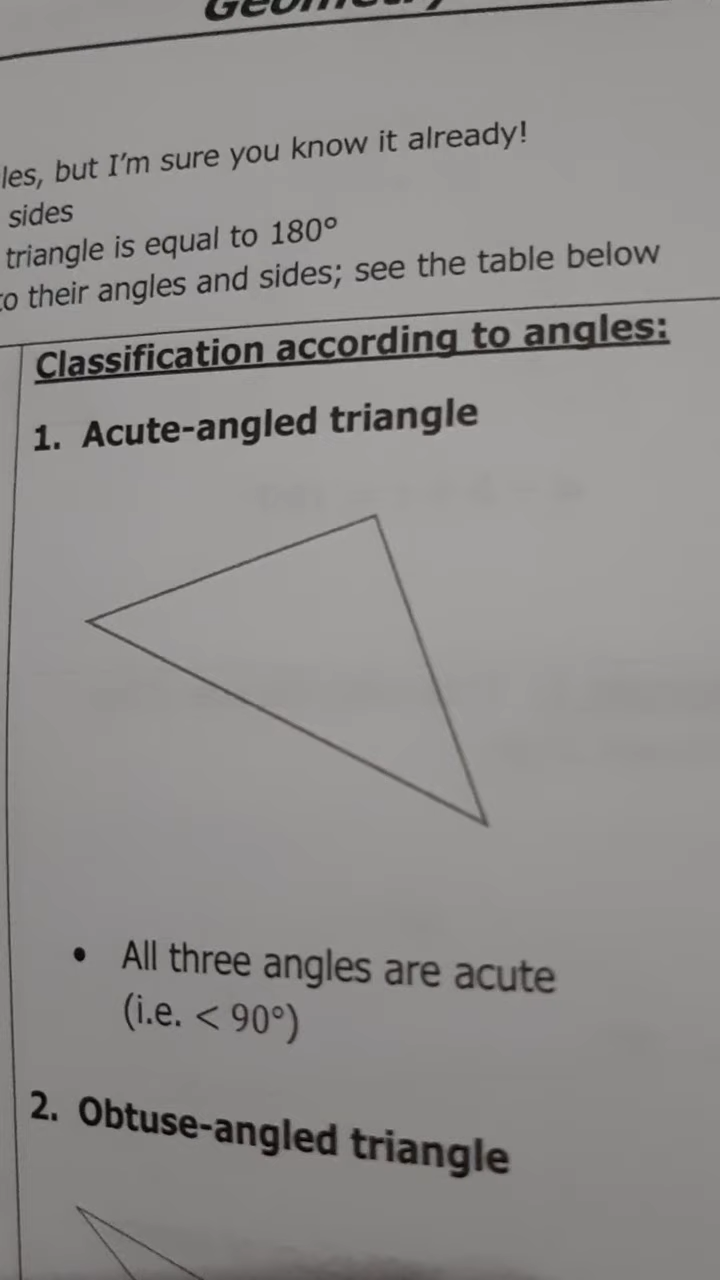 les, but I'm sure you know it already!
sides
triangle is equal to 180°
to their angles and sides; see the table below
Classification according to angles:
1. Acute-angled triangle
• All three angles are acute
(i.e. < 90°)
2. Obtuse-angled triangle